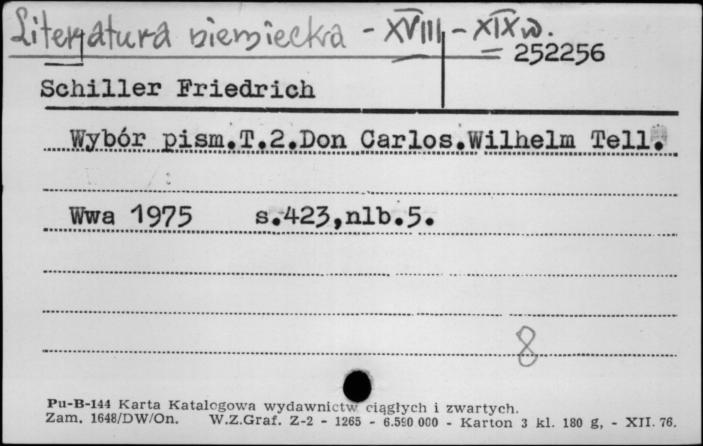 Literatura niemiecka - XVIII - XIX w.
252256
Schiller Friedrich
Wybór pism.T.2.Don Carlos.Wilhelm Tell.
Wwa 1975 s.423,nlb.5.
8
Pu-B-144 Karta Katalogowa wydawnictw ciągłych i zwartych.
Zam. 1648/DW/On. W.Z.Graf. Z-2 - 1265 - 6.590 000 - Karton 3 kl. 180 g, - XII. 76.